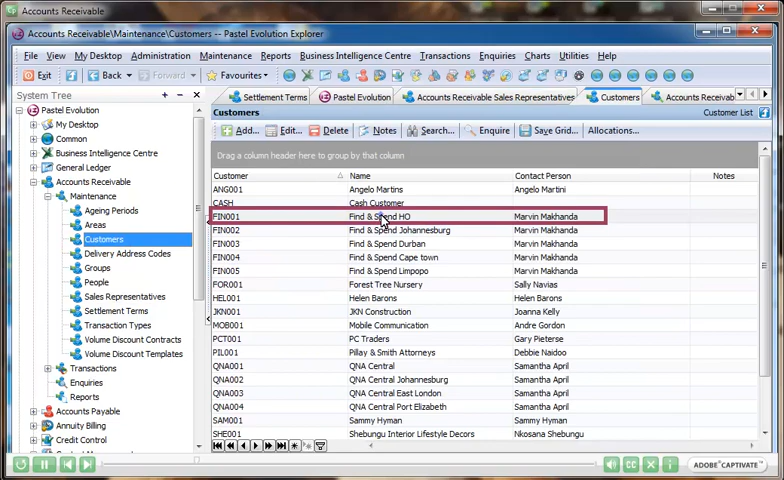 Accounts Receivable
Accounts Receivable\Maintenance\Customers -- Pastel Evolution Explorer
File View My Desktop Administration Maintenance Reports Business Intelligence Centre Transactions Enquiries Charts Utilities Help
Exit Back Forward Favourites
System Tree
Settlement Terms Pastel Evolution Accounts Receivable Sales Representatives Customers Accounts Receivab
Customers Customer List
Add... Edit... Delete Notes Search... Enquire Save Grid... Allocations...
Drag a column header here to group by that column
Customer Name Contact Person Notes
ANG001 Angelo Martins Angelo Martini
CASH Cash Customer
FIN001 Find & Spend HO Marvin Makhanda
FIN002 Find & Spend Johannesburg Marvin Makhanda
FIN003 Find & Spend Durban Marvin Makhanda
FIN004 Find & Spend Cape town Marvin Makhanda
FIN005 Find & Spend Limpopo Marvin Makhanda
FOR001 Forest Tree Nursery Sally Navias
HEL001 Helen Barons Helen Barons
JKN001 JKN Construction Joanna Kelly
MOB001 Mobile Communication Andre Gordon
PCT001 PC Traders Gary Pieterse
PIL001 Pillay & Smith Attorneys Debbie Naidoo
QNA001 QNA Central Samantha April
QNA002 QNA Central Johannesburg Samantha April
QNA003 QNA Central East London Samantha April
QNA004 QNA Central Port Elizabeth Samantha April
SAM001 Sammy Hyman Sammy Hyman
SHE001 Shebungu Interior Lifestyle Decors Nkosana Shebungu
Pastel Evolution
My Desktop
Common
Business Intelligence Centre
General Ledger
Accounts Receivable
Maintenance
Ageing Periods
Areas
Customers
Delivery Address Codes
Groups
People
Sales Representatives
Settlement Terms
Transaction Types
Volume Discount Contracts
Volume Discount Templates
Transactions
Enquiries
Reports
Accounts Payable
Annuity Billing
Credit Control
CC
ADOBE® CAPTIVATE™